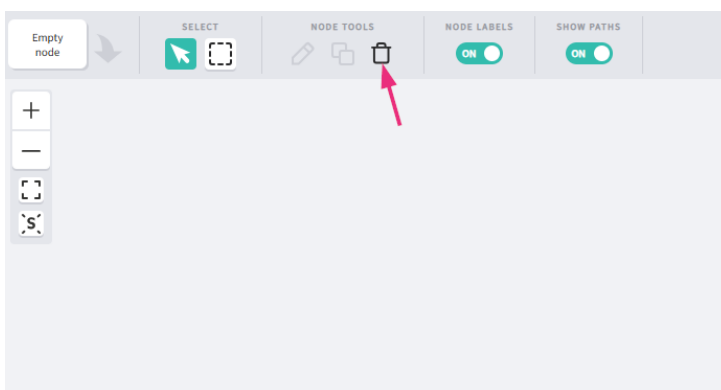 Empty
node
SELECT
NODE TOOLS
NODE LABELS
ON
SHOW PATHS
ON
S